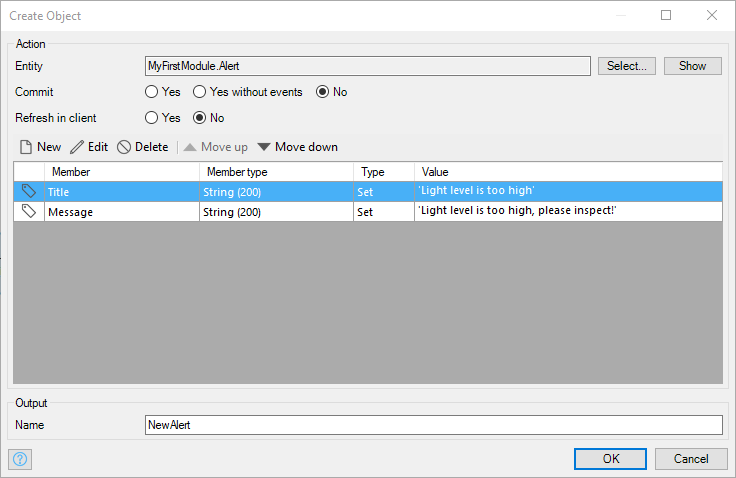 Create Object
Action
Entity MyFirstModule.Alert Select... Show
Commit Yes Yes without events No
Refresh in client Yes No
New Edit Delete Move up Move down
Member Member type Type Value
Title String (200) Set 'Light level is too high'
Message String (200) Set 'Light level is too high, please inspect!'
Output
Name NewAlert
? OK Cancel